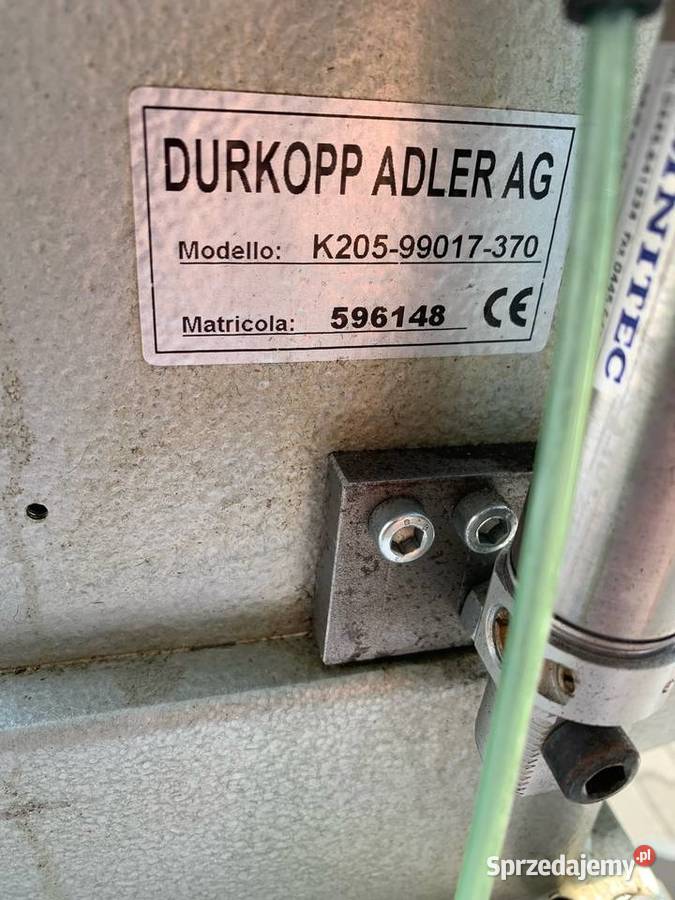 DURKOPP ADLER AG
Modello: K205-99017-370
Matricola: 596148 CE
NITEC
Sprzedajemy.pl